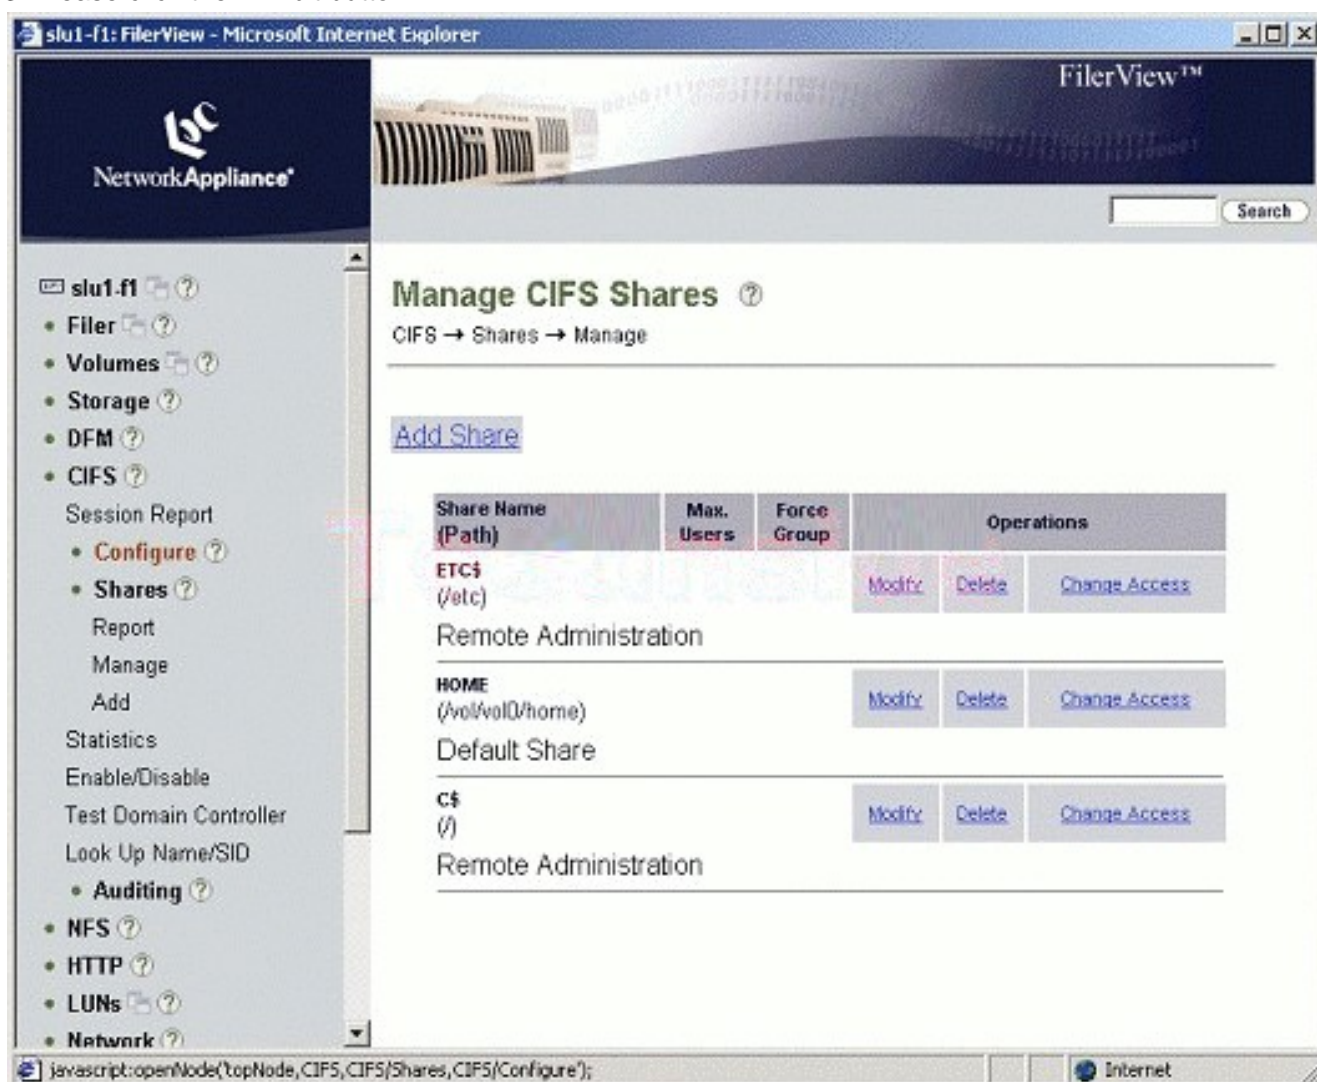 slu1-f1: FilerView - Microsoft Internet Explorer
FilerView™
NetworkAppliance®
Search
slu1-f1
Filer
Volumes
Storage
DFM
CIFS
Session Report
Configure
Shares
Report
Manage
Add
Statistics
Enable/Disable
Test Domain Controller
Look Up Name/SID
Auditing
NFS
HTTP
LUNs
Network
Manage CIFS Shares
CIFS → Shares → Manage
Add Share
Share Name (Path) Max. Users Force Group Operations
ETC$
(/etc)
Modify Delete Change Access
Remote Administration
HOME
(/vol/vol0/home)
Modify Delete Change Access
Default Share
C$
(/)
Modify Delete Change Access
Remote Administration
javascript:openNode('topNode,CIFS,CIFS/Shares,CIFS/Configure');
Internet